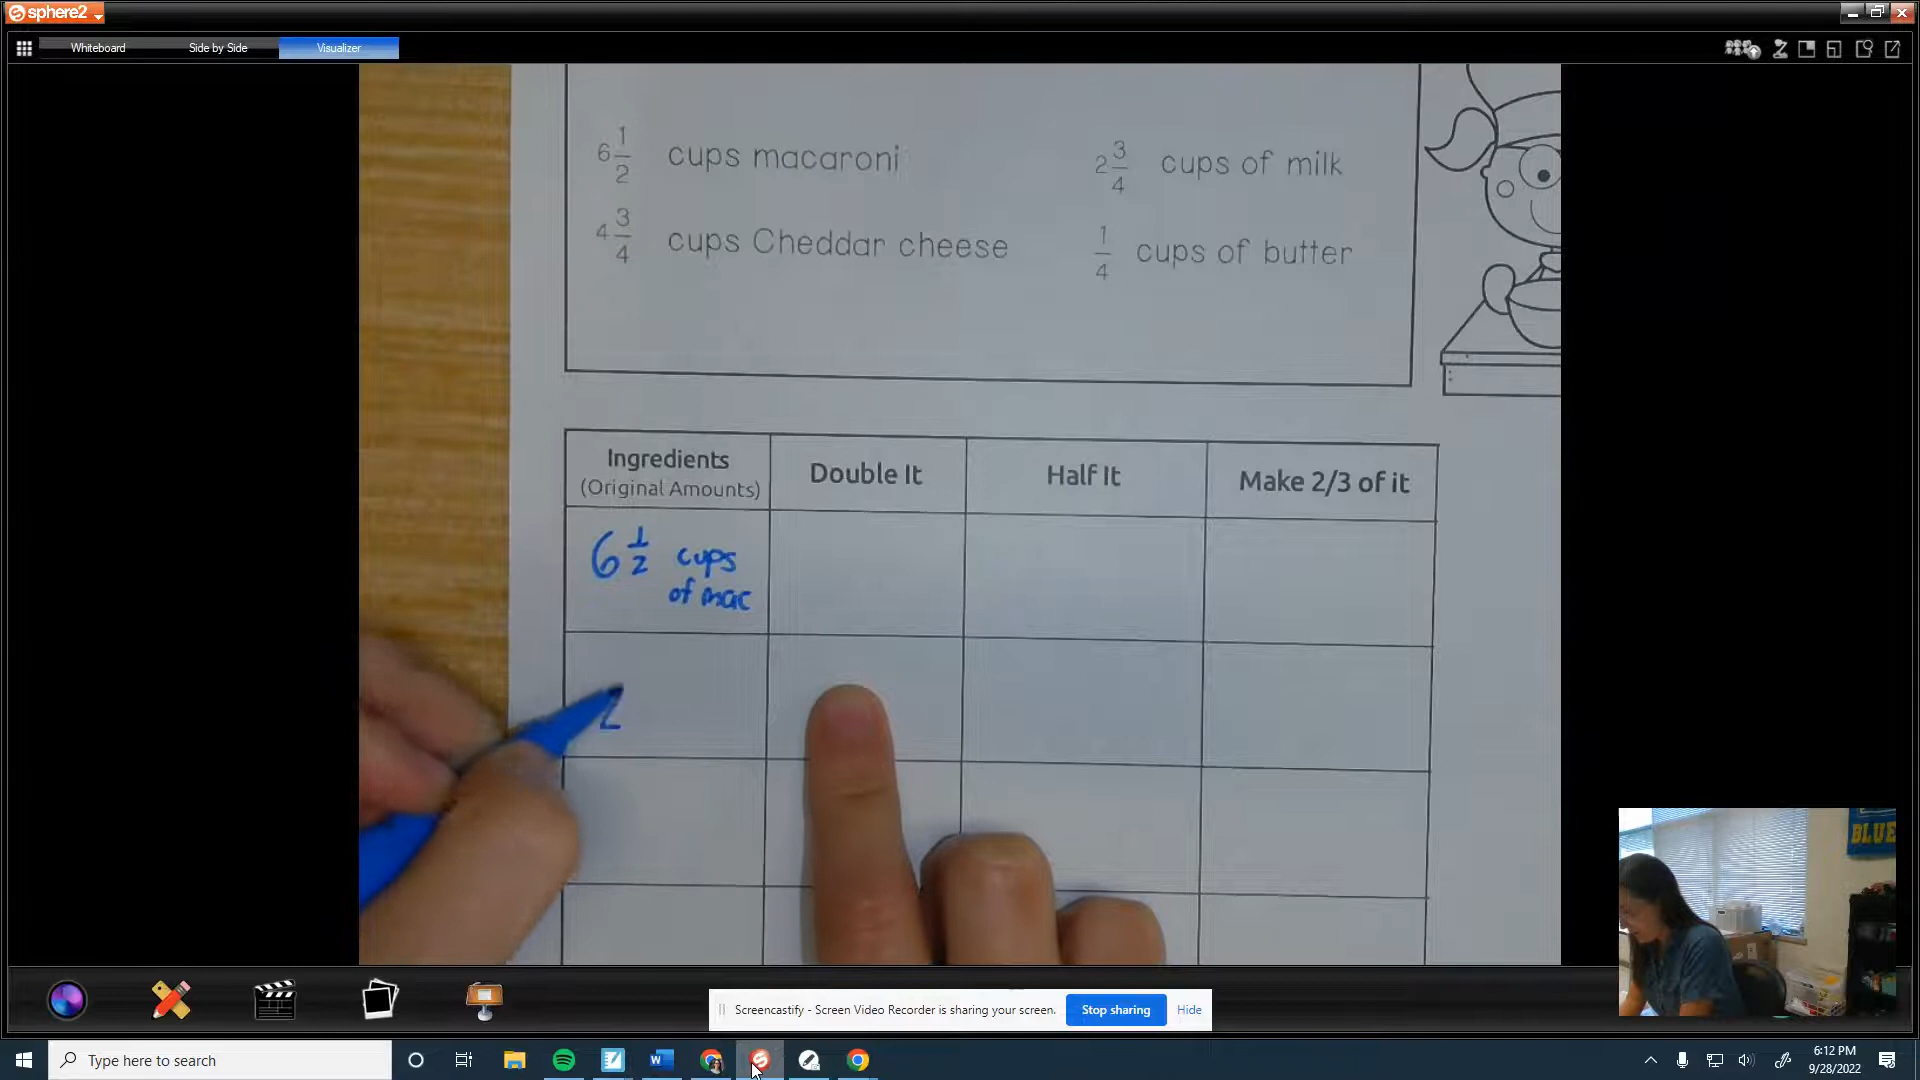 sphere2
Whiteboard Side by Side Visualizer
6 1/2 cups macaroni
2 3/4 cups of milk
4 3/4 cups Cheddar cheese
1/4 cups of butter
Ingredients
(Original Amounts)
Double It
Half It
Make 2/3 of it
6 1/2 cups
of mac
2
BLUE
Screencastify - Screen Video Recorder is sharing your screen. Stop sharing Hide
Type here to search
6:12 PM
9/28/2022